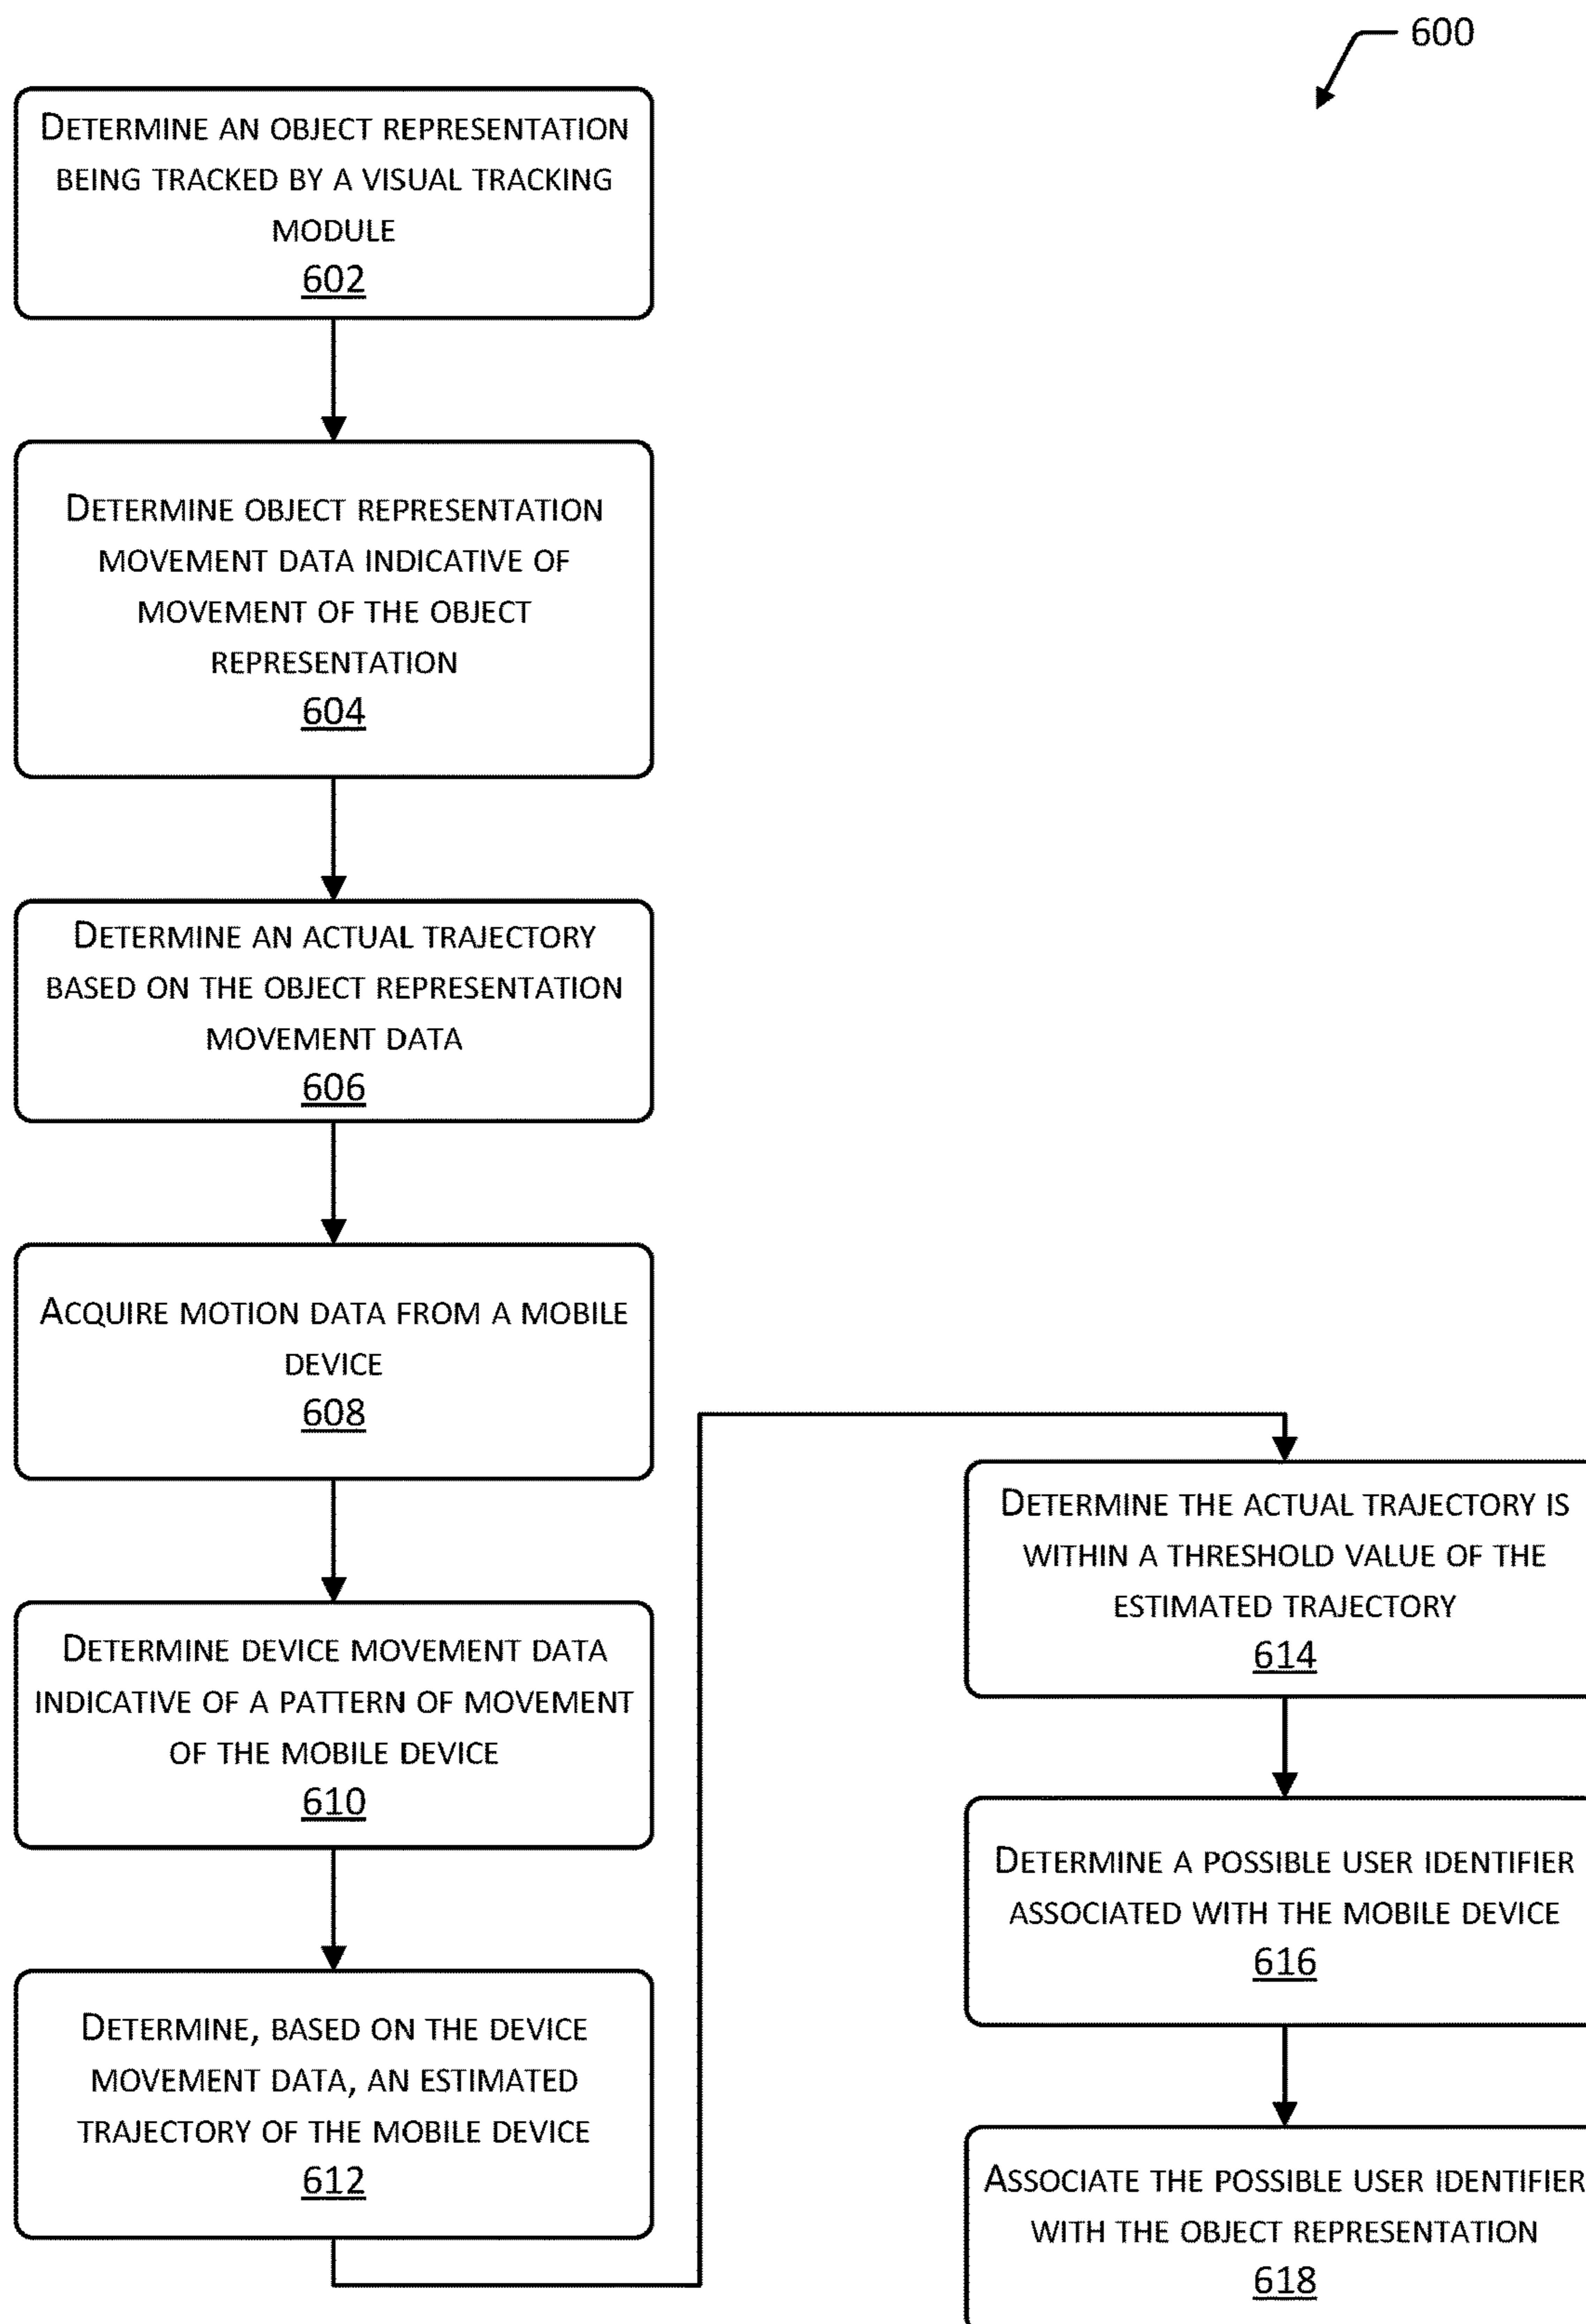 600
DETERMINE AN OBJECT REPRESENTATION
BEING TRACKED BY A VISUAL TRACKING
MODULE
602
DETERMINE OBJECT REPRESENTATION
MOVEMENT DATA INDICATIVE OF
MOVEMENT OF THE OBJECT
REPRESENTATION
604
DETERMINE AN ACTUAL TRAJECTORY
BASED ON THE OBJECT REPRESENTATION
MOVEMENT DATA
606
ACQUIRE MOTION DATA FROM A MOBILE
DEVICE
608
DETERMINE DEVICE MOVEMENT DATA
INDICATIVE OF A PATTERN OF MOVEMENT
OF THE MOBILE DEVICE
610
DETERMINE, BASED ON THE DEVICE
MOVEMENT DATA, AN ESTIMATED
TRAJECTORY OF THE MOBILE DEVICE
612
DETERMINE THE ACTUAL TRAJECTORY IS
WITHIN A THRESHOLD VALUE OF THE
ESTIMATED TRAJECTORY
614
DETERMINE A POSSIBLE USER IDENTIFIER
ASSOCIATED WITH THE MOBILE DEVICE
616
ASSOCIATE THE POSSIBLE USER IDENTIFIER
WITH THE OBJECT REPRESENTATION
618